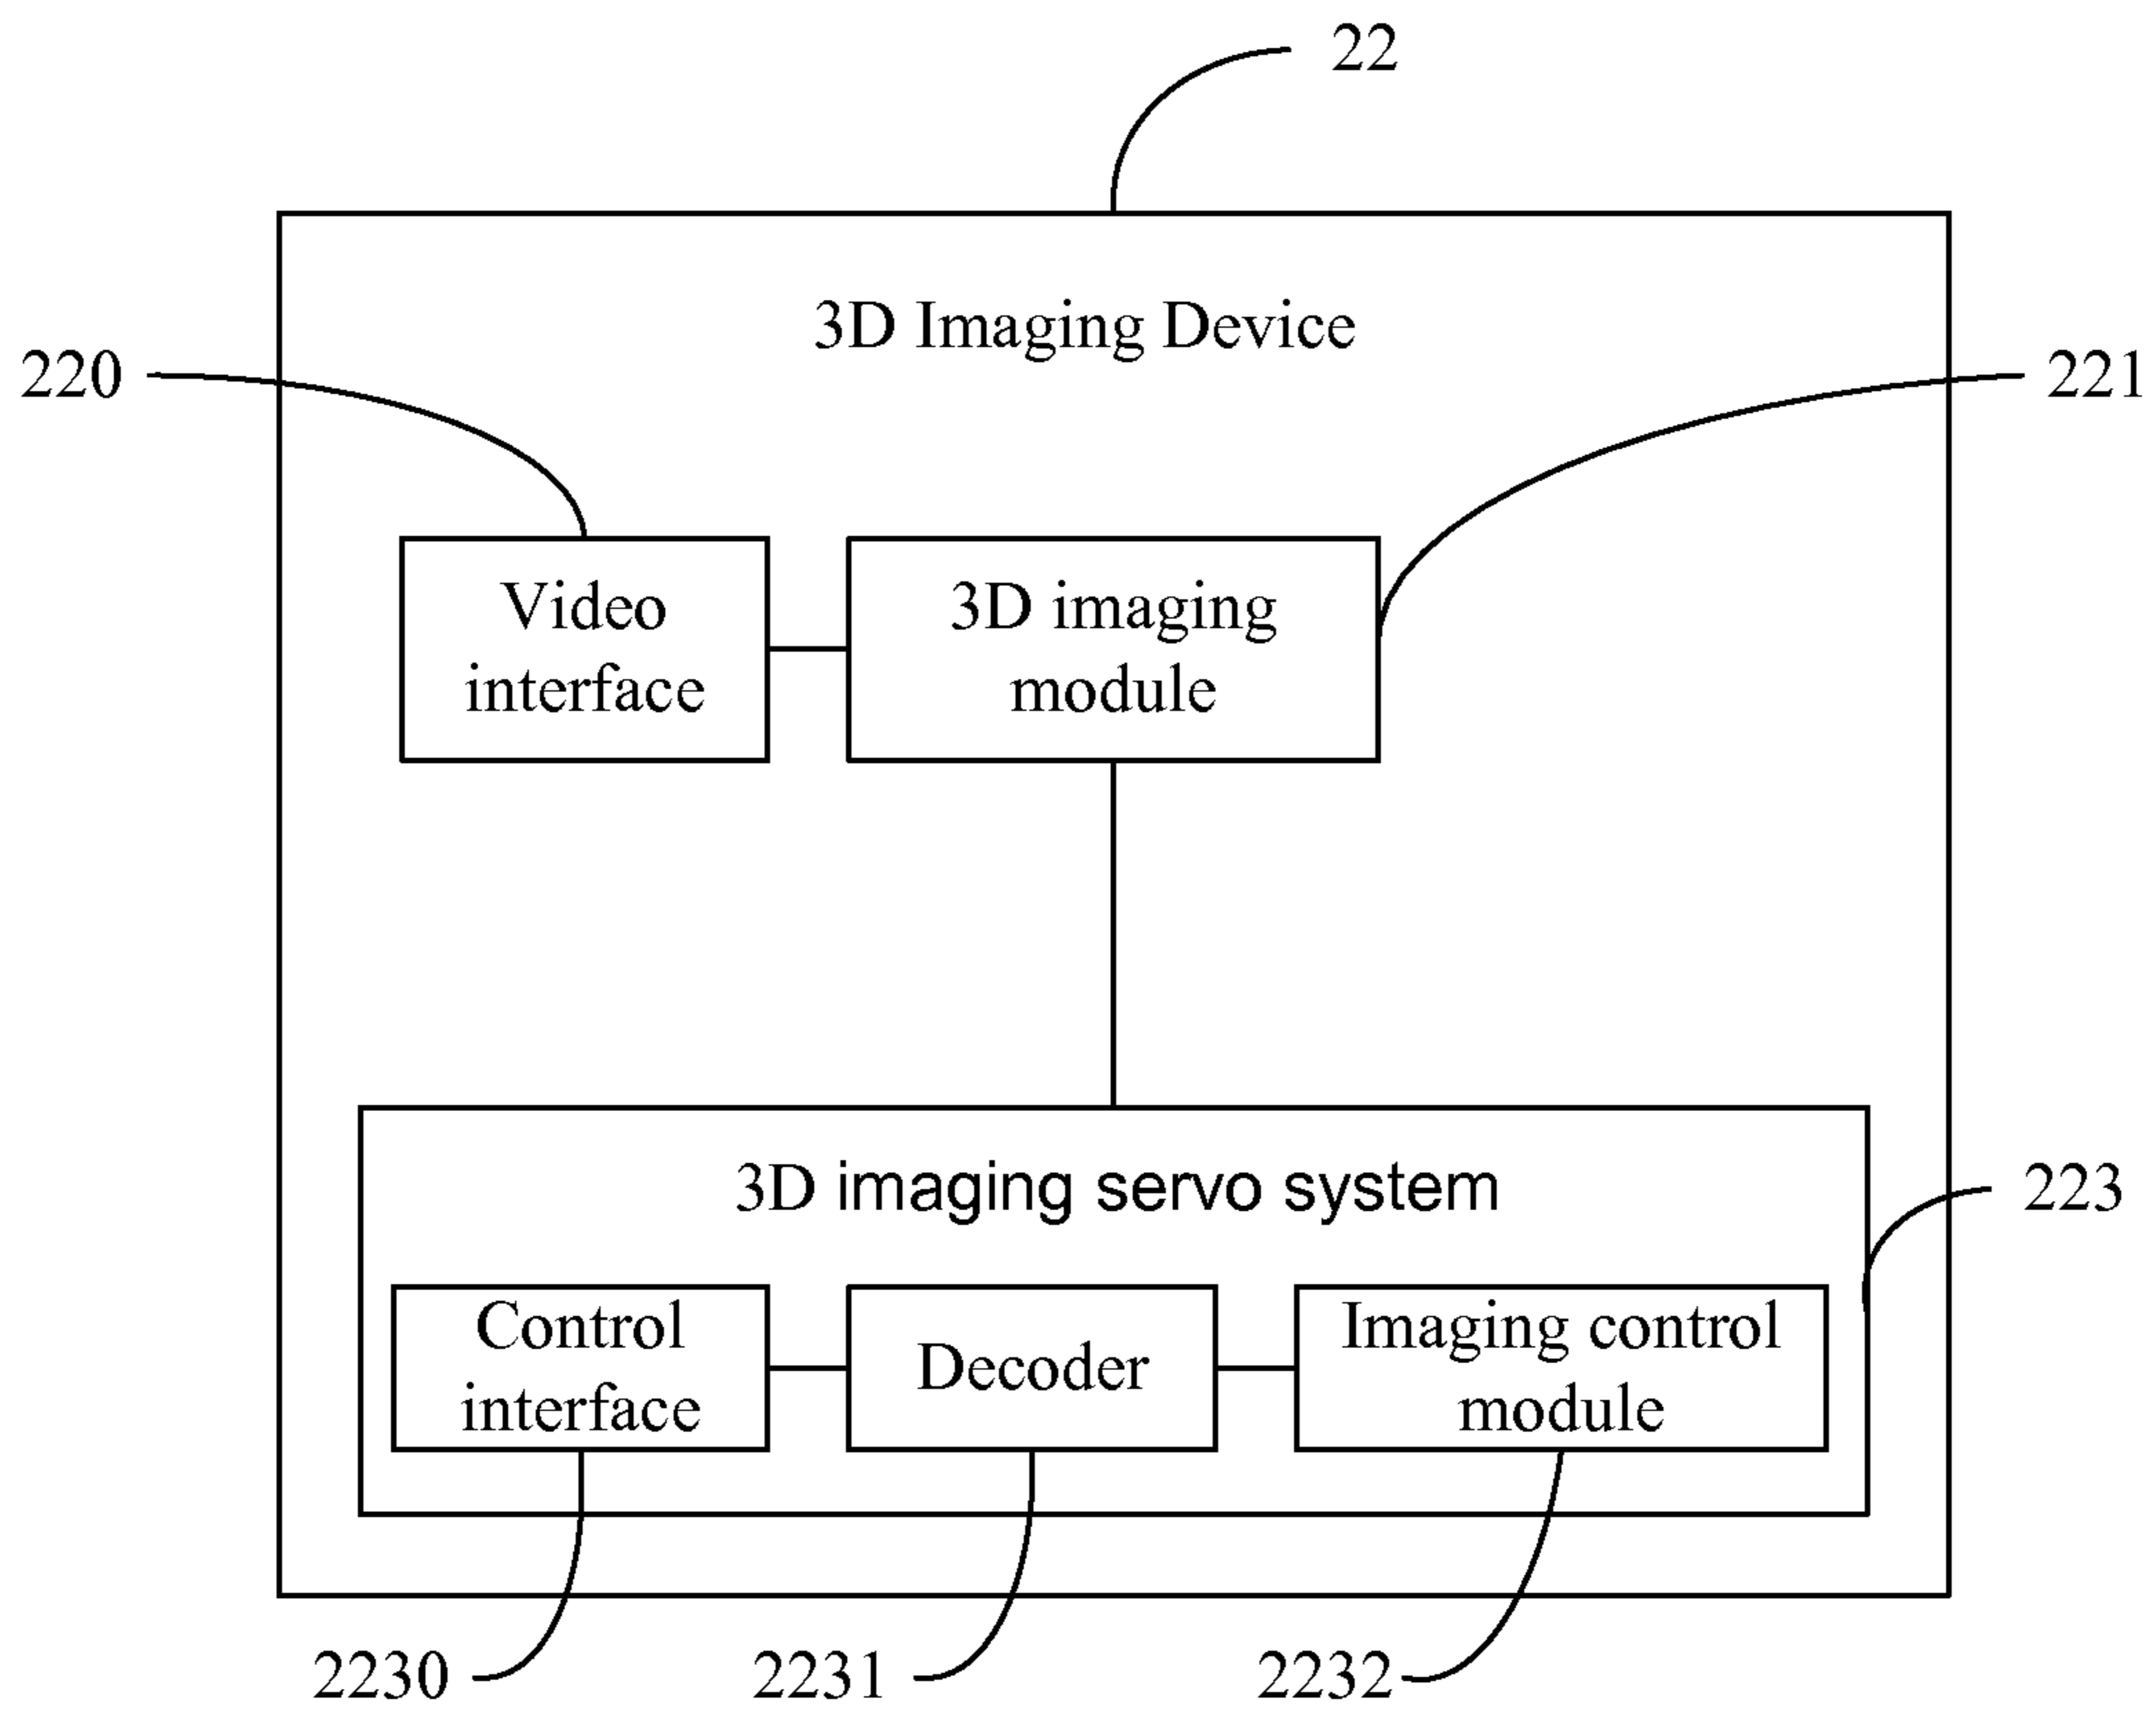 22
3D Imaging Device
220
221
Video
interface
3D imaging
module
3D imaging servo system
223
Control
interface
Decoder
Imaging control
module
2230
2231
2232